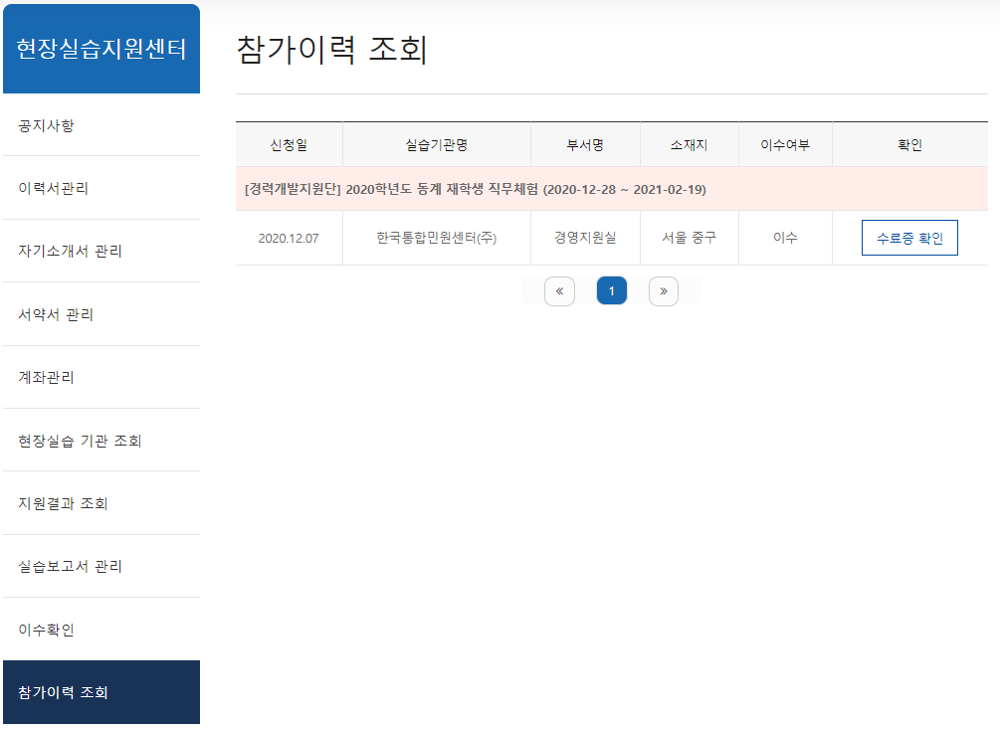 현장실습지원센터
공지사항
이력서관리
자기소개서 관리
서약서 관리
계좌관리
현장실습 기관 조회
지원결과 조회
실습보고서 관리
이수확인
참가이력 조회
참가이력 조회
신청일 실습기관명 부서명 소재지 이수여부 확인
[경력개발지원단] 2020학년도 동계 재학생 직무체험 (2020-12-28 ~ 2021-02-19)
2020.12.07 한국통합민원센터(주) 경영지원실 서울 중구 이수 수료증 확인
« 1 »